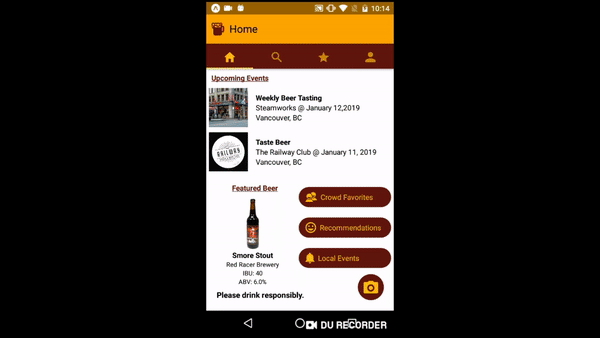 10:14
Home
Upcoming Events
Weekly Beer Tasting
Steamworks @ January 12,2019
Vancouver, BC
RAILWAY
Taste Beer
The Railway Club @ January 11, 2019
Vancouver, BC
Featured Beer
Smore Stout
Red Racer Brewery
IBU: 40
ABV: 6.0%
Crowd Favorites
Recommendations
Local Events
Please drink responsibly.
DU RECORDER